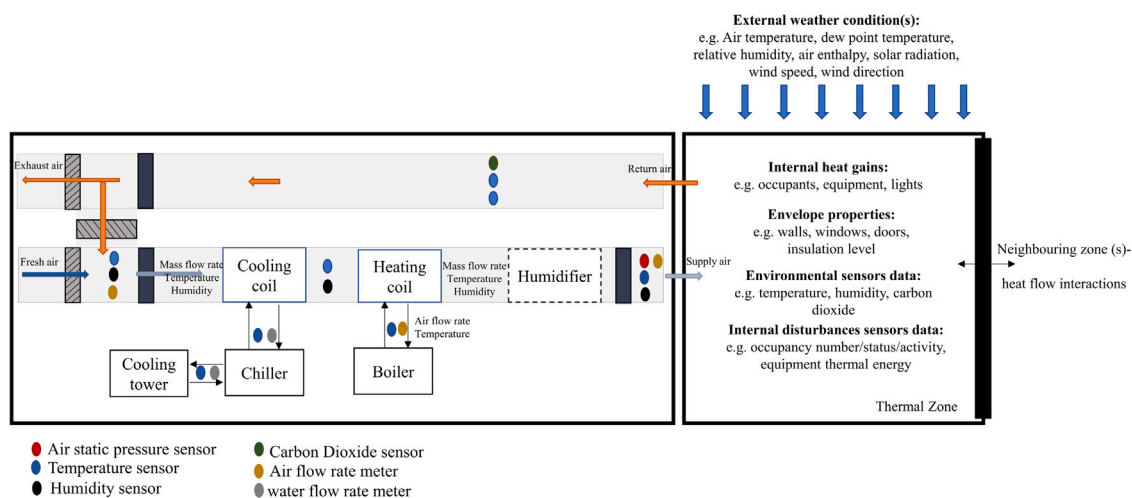 External weather condition(s):
e.g. Air temperature, dew point temperature,
relative humidity, air enthalpy, solar radiation,
wind speed, wind direction
Exhaust air
Return air
Internal heat gains:
e.g. occupants, equipment, lights
Envelope properties:
e.g. walls, windows, doors,
insulation level
Fresh air
Mass flow rate
Temperature
Humidity
Cooling
coil
Heating
coil
Mass flow rate
Temperature
Humidity
Humidifier
Supply air
Environmental sensors data:
e.g. temperature, humidity, carbon
dioxide
Neighbouring zone (s)-
heat flow interactions
Air flow rate
Temperature
Internal disturbances sensors data:
e.g. occupancy number/status/activity,
equipment thermal energy
Cooling
tower
Chiller
Boiler
Thermal Zone
Air static pressure sensor
Temperature sensor
Humidity sensor
Carbon Dioxide sensor
Air flow rate meter
water flow rate meter